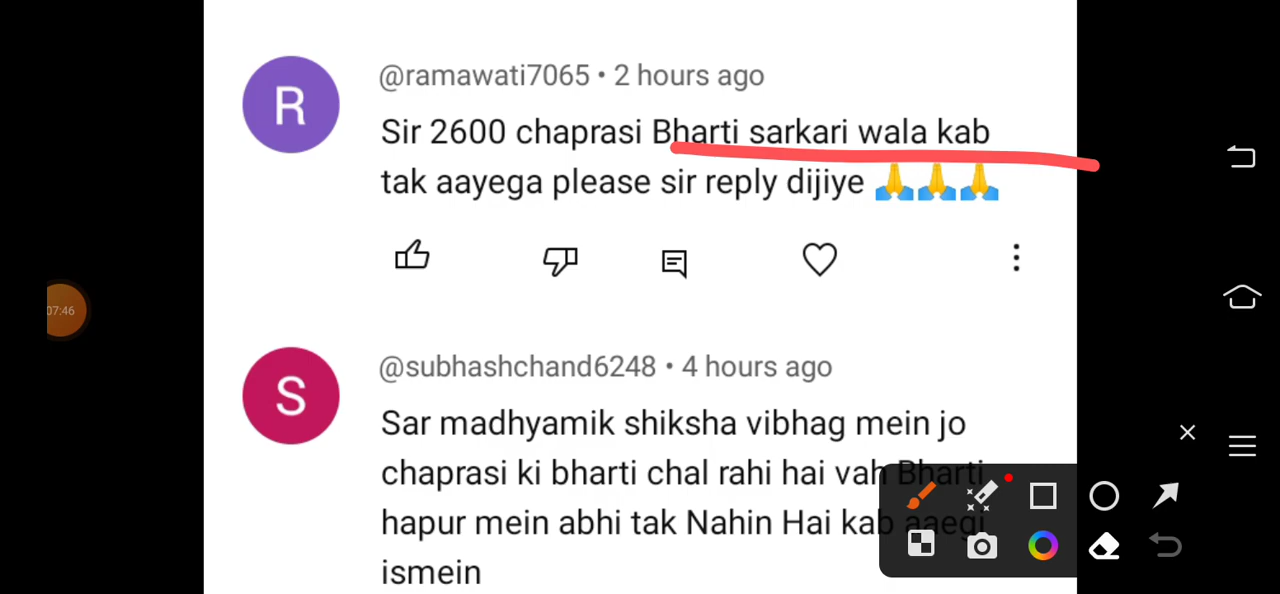 R
@ramawati7065 • 2 hours ago
Sir 2600 chaprasi Bharti sarkari wala kab
tak aayega please sir reply dijiye 🙏🙏🙏
07:46
S
@subhashchand6248 • 4 hours ago
Sar madhyamik shiksha vibhag mein jo
chaprasi ki bharti chal rahi hai vah Bharti
hapur mein abhi tak Nahin Hai kab aaegi
ismein